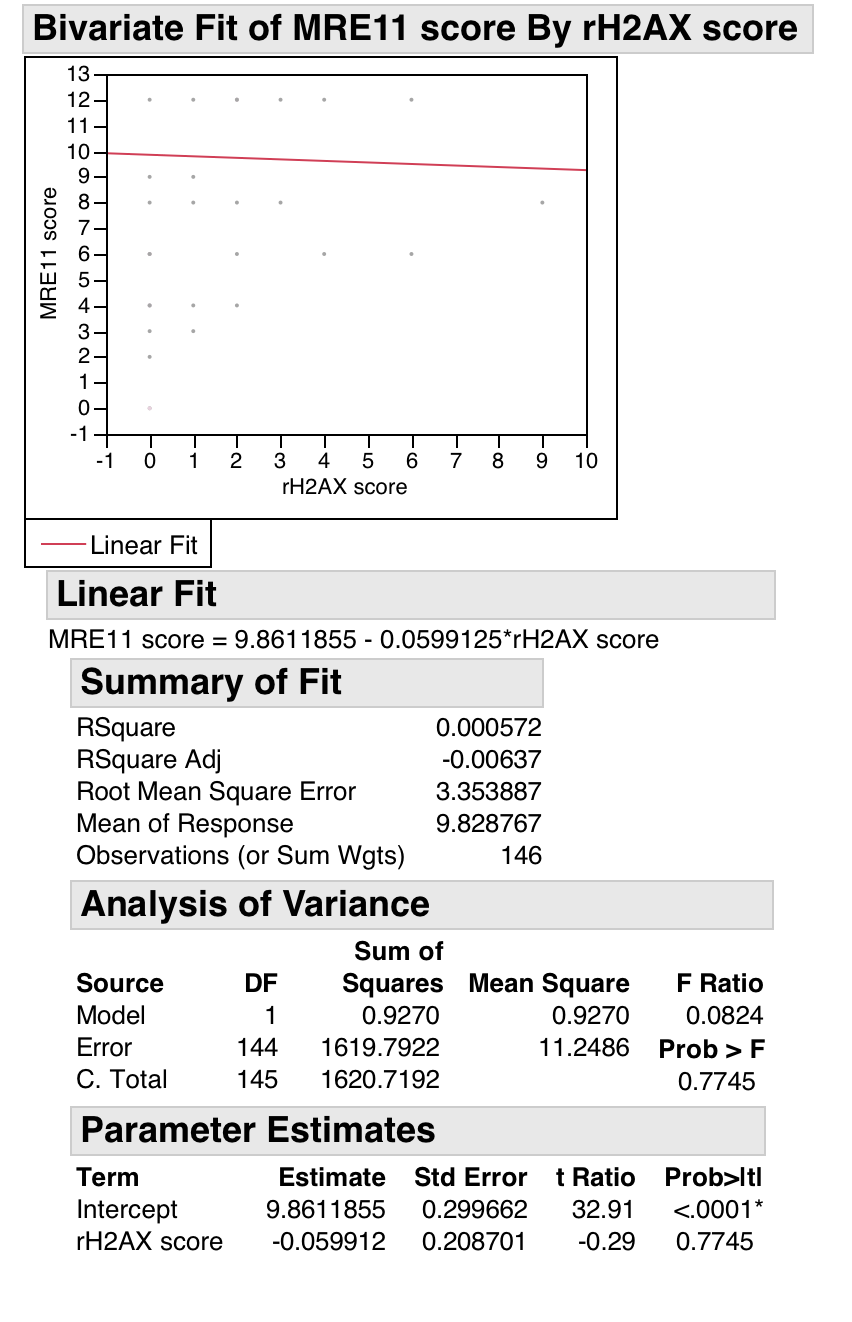 Bivariate Fit of MRE11 score By rH2AX score
13
12
11
10
9
8
7
6
5
4
3
2
1
0
-1
MRE11 score
-1 0 1 2 3 4 5 6 7 8 9 10
rH2AX score
Linear Fit
Linear Fit
MRE11 score = 9.8611855 - 0.0599125*rH2AX score
Summary of Fit
RSquare 0.000572
RSquare Adj -0.00637
Root Mean Square Error 3.353887
Mean of Response 9.828767
Observations (or Sum Wgts) 146
Analysis of Variance
Sum of
Source DF Squares Mean Square F Ratio
Model 1 0.9270 0.9270 0.0824
Error 144 1619.7922 11.2486 Prob > F
C. Total 145 1620.7192 0.7745
Parameter Estimates
Term Estimate Std Error t Ratio Prob>|t|
Intercept 9.8611855 0.299662 32.91 <.0001*
rH2AX score -0.059912 0.208701 -0.29 0.7745